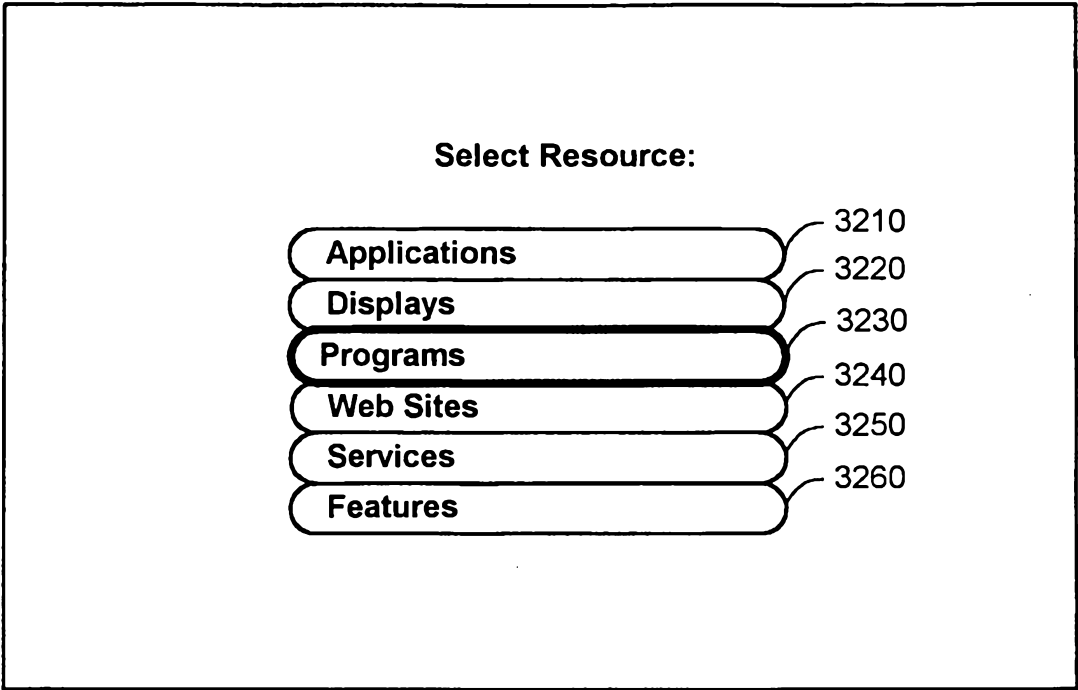 Select Resource:
Applications 3210
Displays 3220
Programs 3230
Web Sites 3240
Services 3250
Features 3260